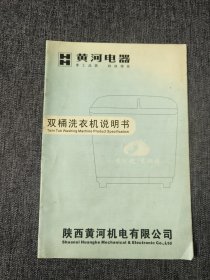 黄河电器
双桶洗衣机说明书
Twin Tub Washing Machine Product Specification
陕西黄河机电有限公司
Shaanxi Huanghe Mechanical & Electronic Co.,Ltd